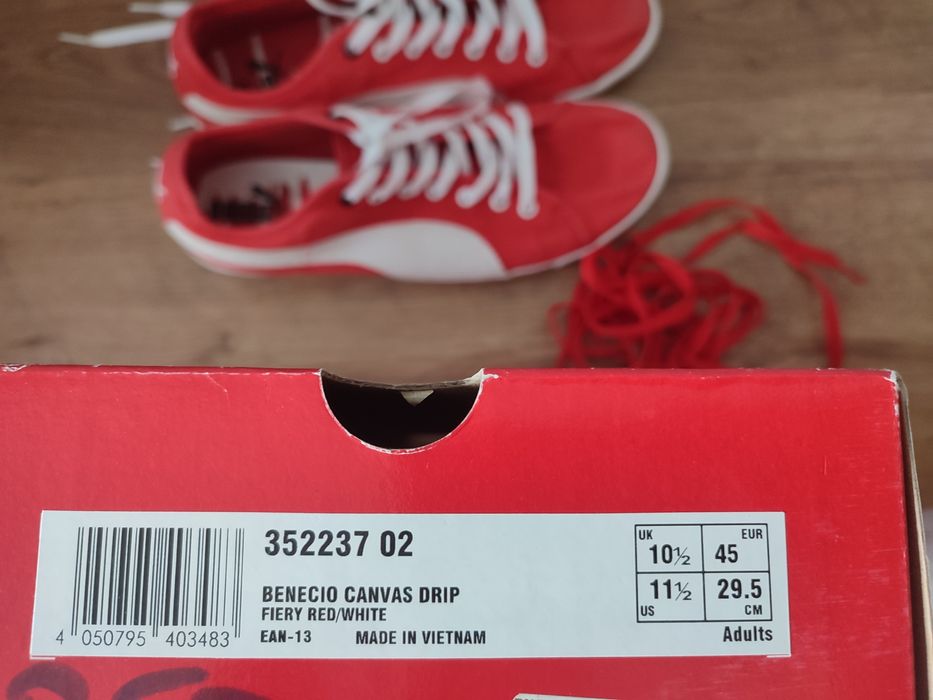 352237 02
BENECIO CANVAS DRIP
FIERY RED/WHITE
EAN-13 MADE IN VIETNAM
4 050795 403483
UK 10½ 45 EUR
11½ US 29.5 CM
Adults